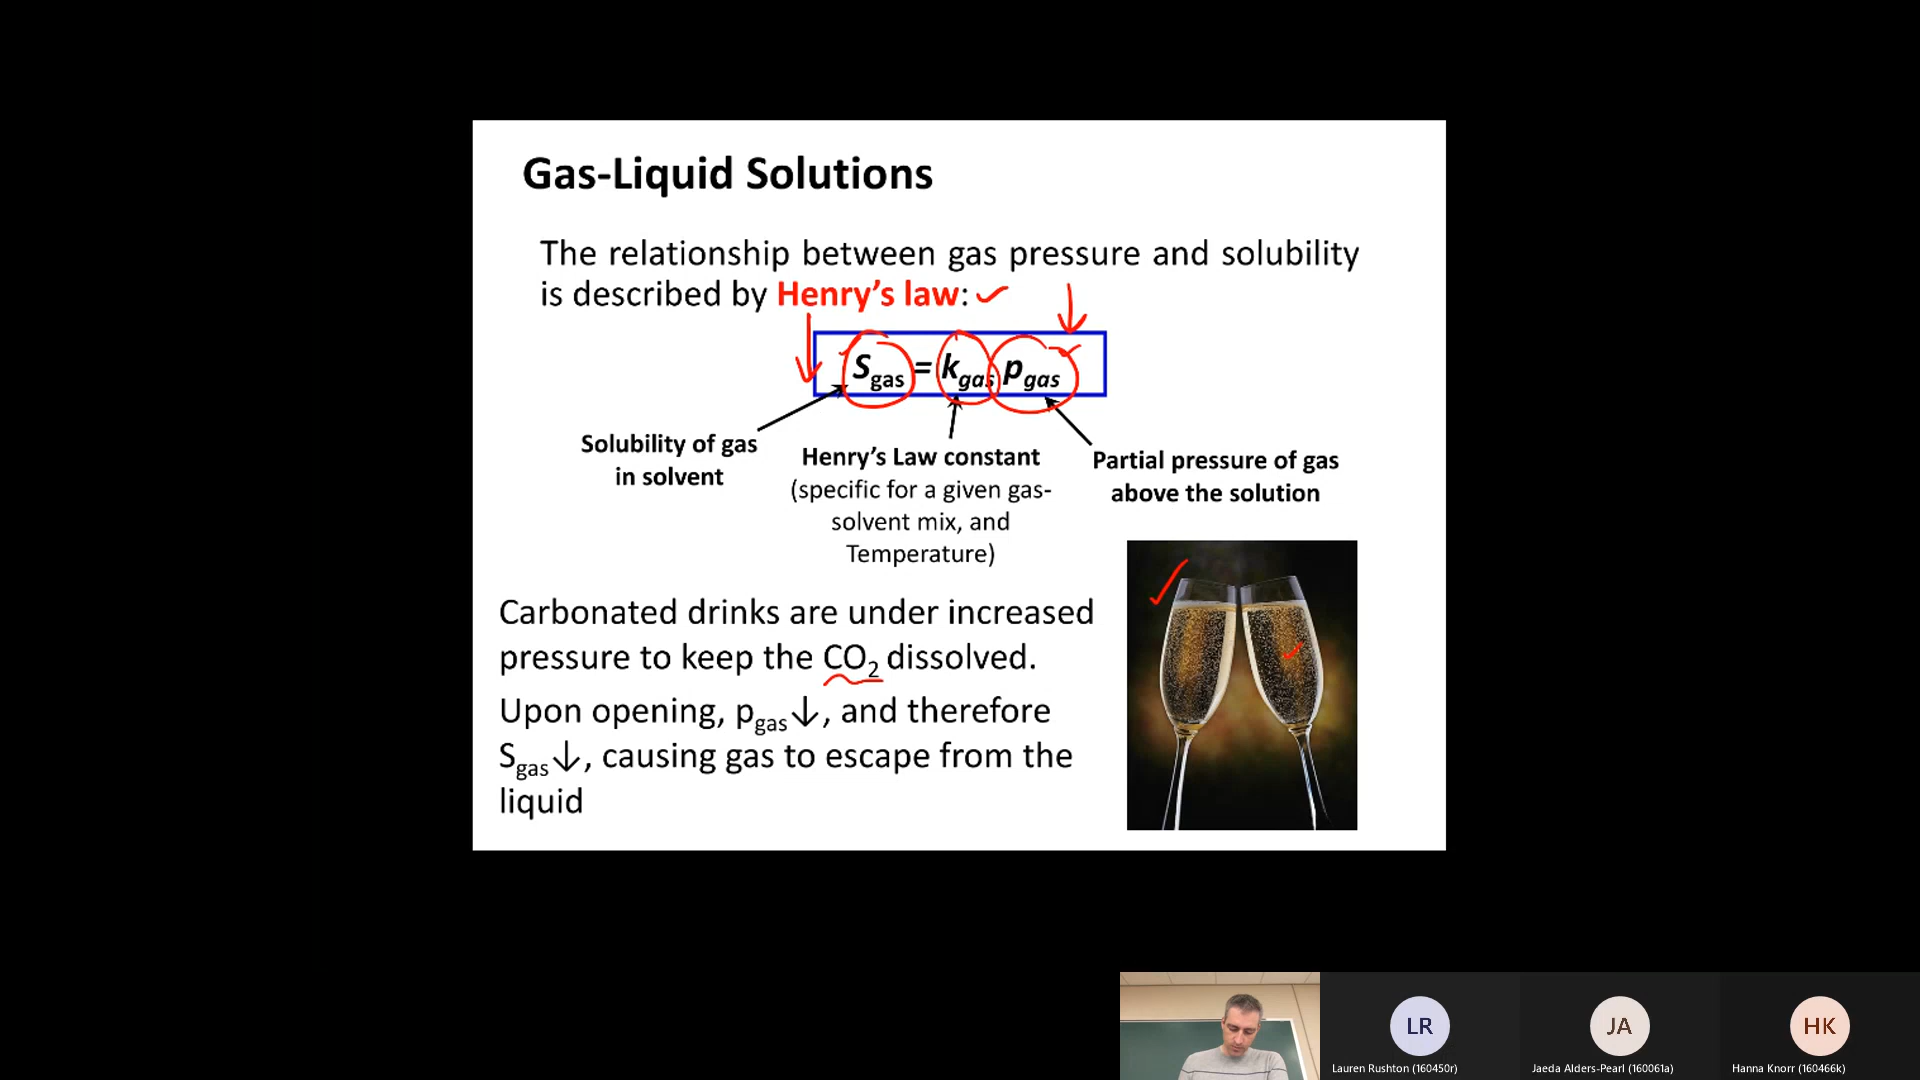 Gas-Liquid Solutions
The relationship between gas pressure and solubility
is described by Henry's law:
Sgas = kgas pgas
Solubility of gas
in solvent
Henry's Law constant
(specific for a given gas-
solvent mix, and
Temperature)
Partial pressure of gas
above the solution
Carbonated drinks are under increased
pressure to keep the CO2 dissolved.
Upon opening, pgas↓, and therefore
Sgas↓, causing gas to escape from the
liquid
LR
Lauren Rushton (160450r)
JA
Jaeda Alders-Pearl (160061a)
HK
Hanna Knorr (160466k)